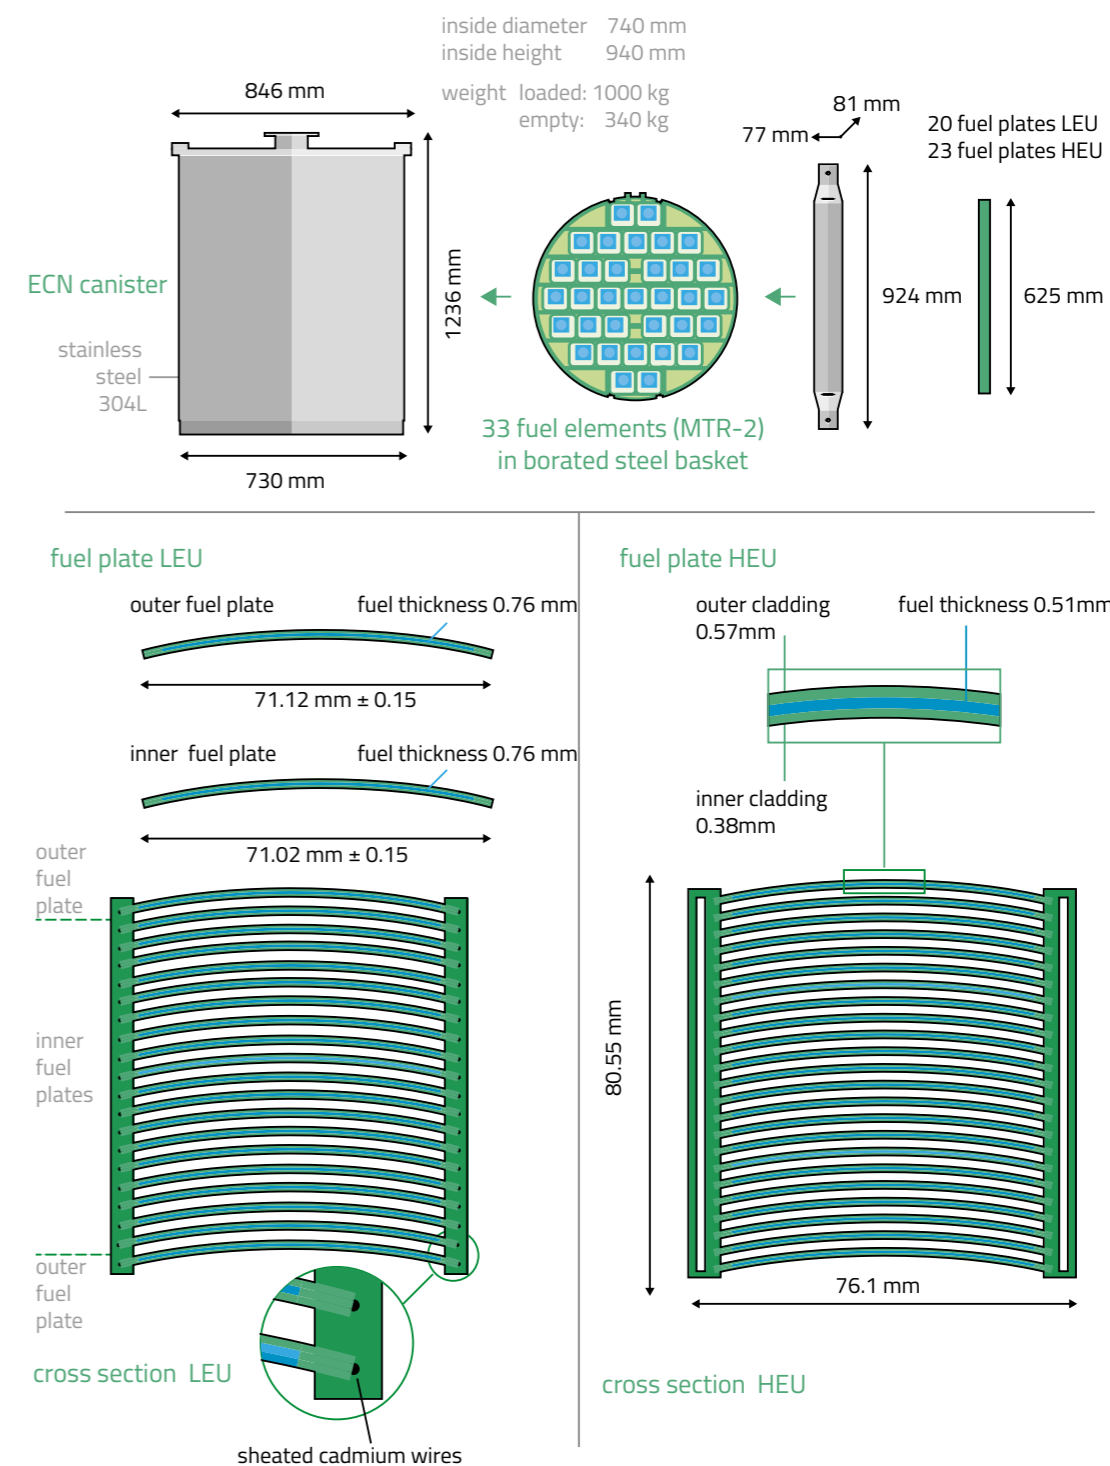 inside diameter 740 mm
inside height 940 mm
weight loaded: 1000 kg
empty: 340 kg
846 mm
81 mm
77 mm
20 fuel plates LEU
23 fuel plates HEU
ECN canister
1236 mm
924 mm
625 mm
stainless
steel
304L
33 fuel elements (MTR-2)
in borated steel basket
730 mm
fuel plate LEU
outer fuel plate
fuel thickness 0.76 mm
71.12 mm ± 0.15
inner fuel plate
fuel thickness 0.76 mm
71.02 mm ± 0.15
outer
fuel
plate
inner
fuel
plates
outer
fuel
plate
cross section LEU
sheated cadmium wires
fuel plate HEU
outer cladding
0.57mm
fuel thickness 0.51mm
inner cladding
0.38mm
80.55 mm
76.1 mm
cross section HEU